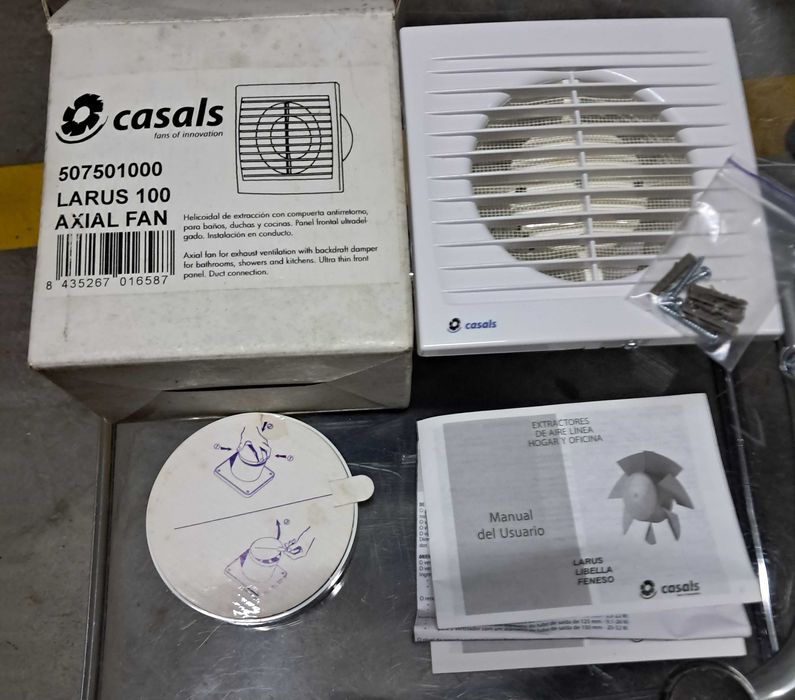 casals
fans of innovation
507501000
LARUS 100
AXIAL FAN
Helicoidal de extracción con compuerta antirretorno,
para baños, duchas y cocinas. Panel frontal ultradel-
gado. Instalación en conducto.
Axial fan for exhaust ventilation with backdraft damper
for bathrooms, showers and kitchens. Ultra thin front
panel. Duct connection.
8 435267 016587
casals
EXTRACTORES
DE AIRE LÍNEA
HOGAR Y OFICINA
Manual
del Usuario
LARUS
LIBELLA
FENESO
casals